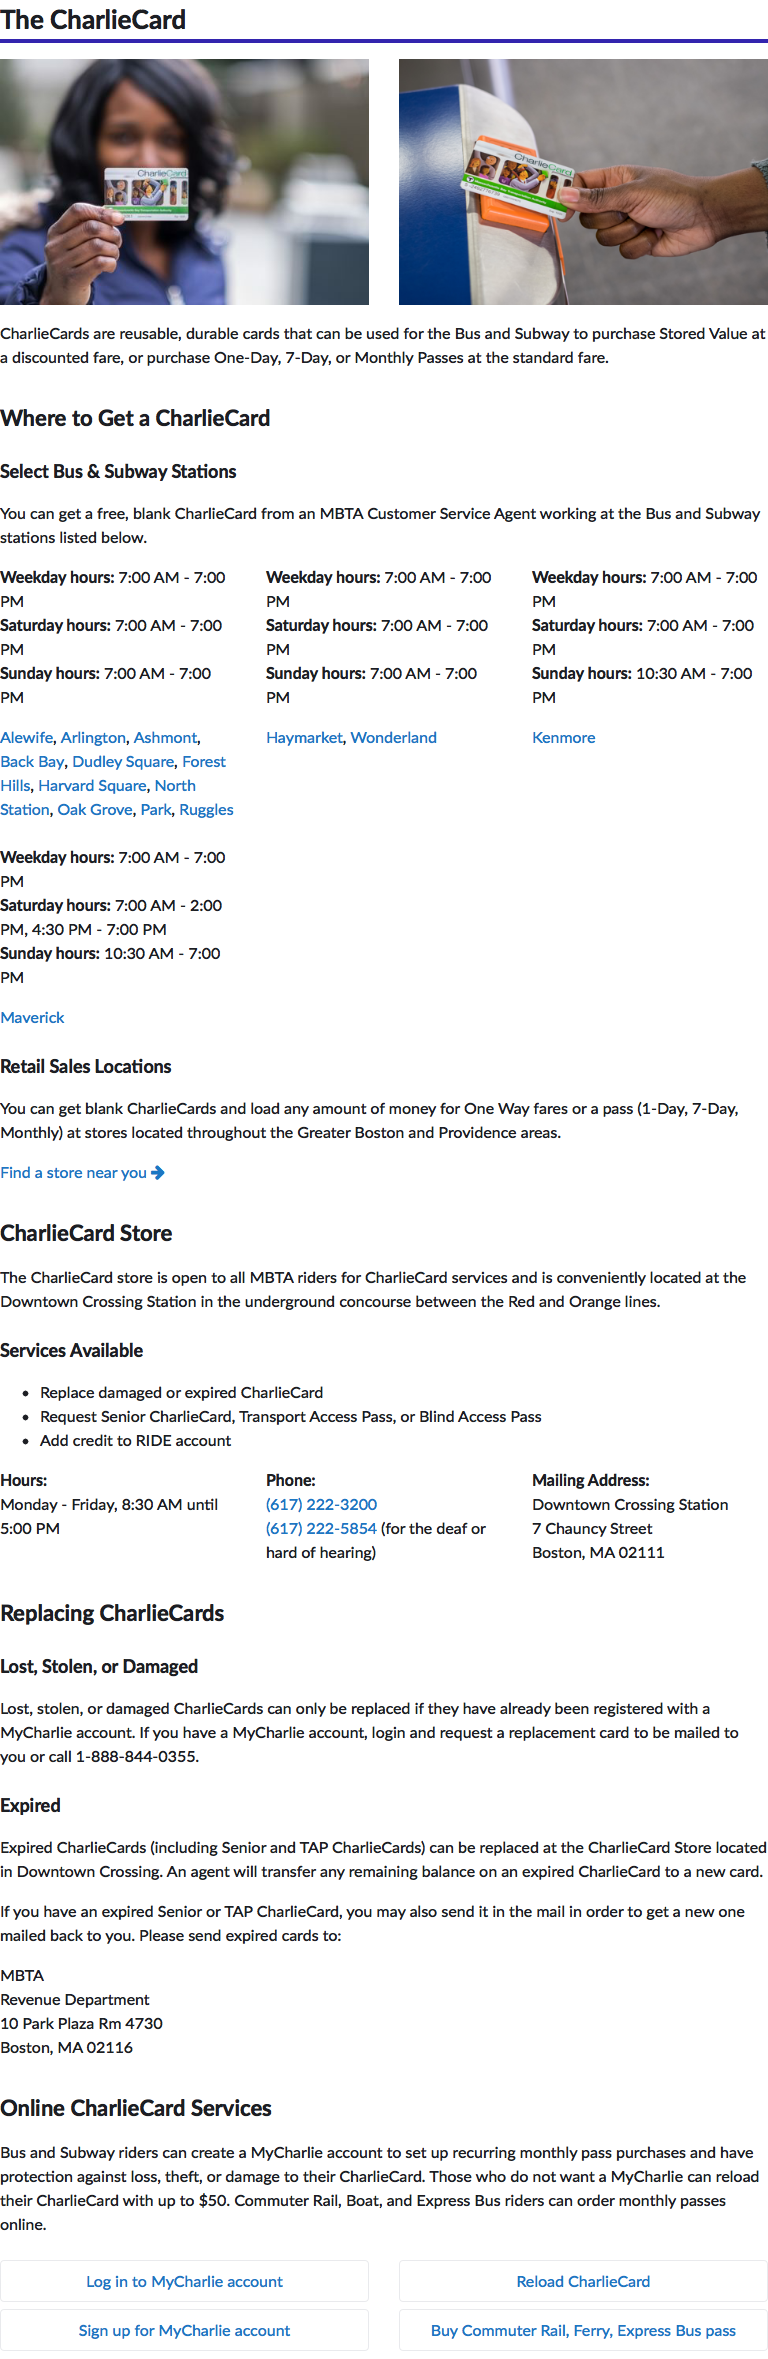 The CharlieCard
CharlieCard
CharlieCard
CharlieCards are reusable, durable cards that can be used for the Bus and Subway to purchase Stored Value at
a discounted fare, or purchase One-Day, 7-Day, or Monthly Passes at the standard fare.
Where to Get a CharlieCard
Select Bus & Subway Stations
You can get a free, blank CharlieCard from an MBTA Customer Service Agent working at the Bus and Subway
stations listed below.
Weekday hours: 7:00 AM - 7:00
PM
Saturday hours: 7:00 AM - 7:00
PM
Sunday hours: 7:00 AM - 7:00
PM
Alewife, Arlington, Ashmont,
Back Bay, Dudley Square, Forest
Hills, Harvard Square, North
Station, Oak Grove, Park, Ruggles
Weekday hours: 7:00 AM - 7:00
PM
Saturday hours: 7:00 AM - 7:00
PM
Sunday hours: 7:00 AM - 7:00
PM
Haymarket, Wonderland
Weekday hours: 7:00 AM - 7:00
PM
Saturday hours: 7:00 AM - 7:00
PM
Sunday hours: 10:30 AM - 7:00
PM
Kenmore
Weekday hours: 7:00 AM - 7:00
PM
Saturday hours: 7:00 AM - 2:00
PM, 4:30 PM - 7:00 PM
Sunday hours: 10:30 AM - 7:00
PM
Maverick
Retail Sales Locations
You can get blank CharlieCards and load any amount of money for One Way fares or a pass (1-Day, 7-Day,
Monthly) at stores located throughout the Greater Boston and Providence areas.
Find a store near you
CharlieCard Store
The CharlieCard store is open to all MBTA riders for CharlieCard services and is conveniently located at the
Downtown Crossing Station in the underground concourse between the Red and Orange lines.
Services Available
• Replace damaged or expired CharlieCard
• Request Senior CharlieCard, Transport Access Pass, or Blind Access Pass
• Add credit to RIDE account
Hours:
Monday - Friday, 8:30 AM until
5:00 PM
Phone:
(617) 222-3200
(617) 222-5854 (for the deaf or
hard of hearing)
Mailing Address:
Downtown Crossing Station
7 Chauncy Street
Boston, MA 02111
Replacing CharlieCards
Lost, Stolen, or Damaged
Lost, stolen, or damaged CharlieCards can only be replaced if they have already been registered with a
MyCharlie account. If you have a MyCharlie account, login and request a replacement card to be mailed to
you or call 1-888-844-0355.
Expired
Expired CharlieCards (including Senior and TAP CharlieCards) can be replaced at the CharlieCard Store located
in Downtown Crossing. An agent will transfer any remaining balance on an expired CharlieCard to a new card.
If you have an expired Senior or TAP CharlieCard, you may also send it in the mail in order to get a new one
mailed back to you. Please send expired cards to:
MBTA
Revenue Department
10 Park Plaza Rm 4730
Boston, MA 02116
Online CharlieCard Services
Bus and Subway riders can create a MyCharlie account to set up recurring monthly pass purchases and have
protection against loss, theft, or damage to their CharlieCard. Those who do not want a MyCharlie can reload
their CharlieCard with up to $50. Commuter Rail, Boat, and Express Bus riders can order monthly passes
online.
Log in to MyCharlie account
Reload CharlieCard
Sign up for MyCharlie account
Buy Commuter Rail, Ferry, Express Bus pass